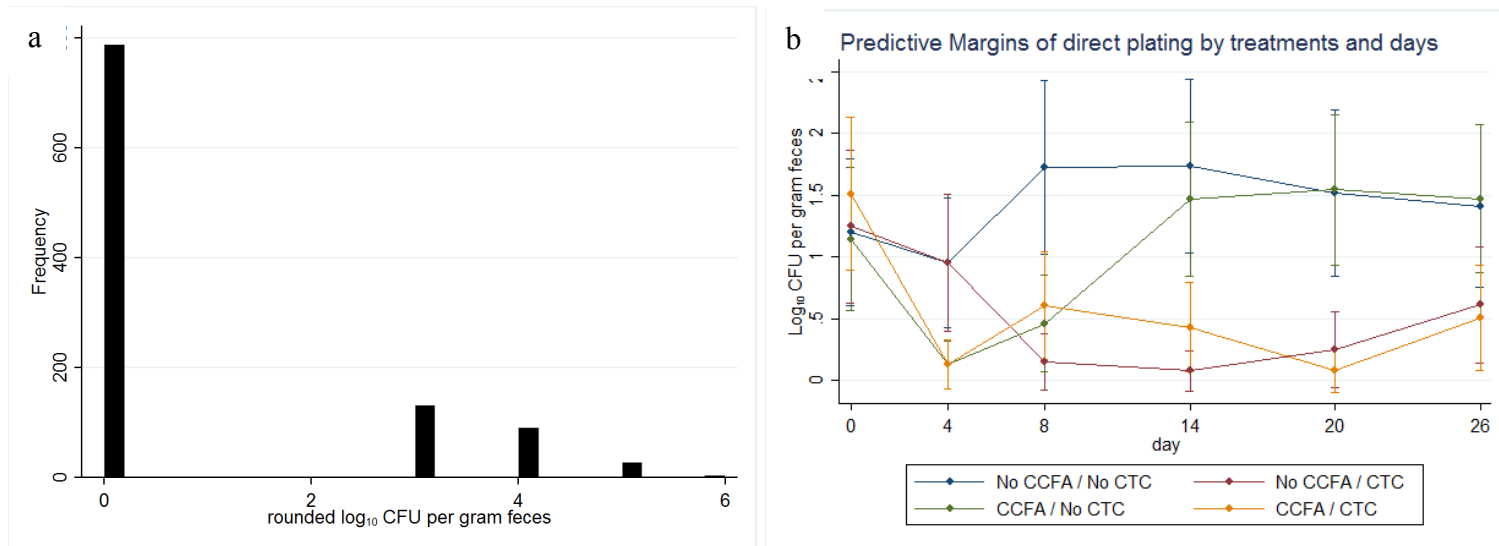 a
Frequency
600
400
200
0
0 2 4 6
rounded log₁₀ CFU per gram feces
b
Predictive Margins of direct plating by treatments and days
Log₁₀ CFU per gram feces
2
1.5
1
.5
0
0 4 8 14 20 26
day
No CCFA / No CTC No CCFA / CTC
CCFA / No CTC CCFA / CTC